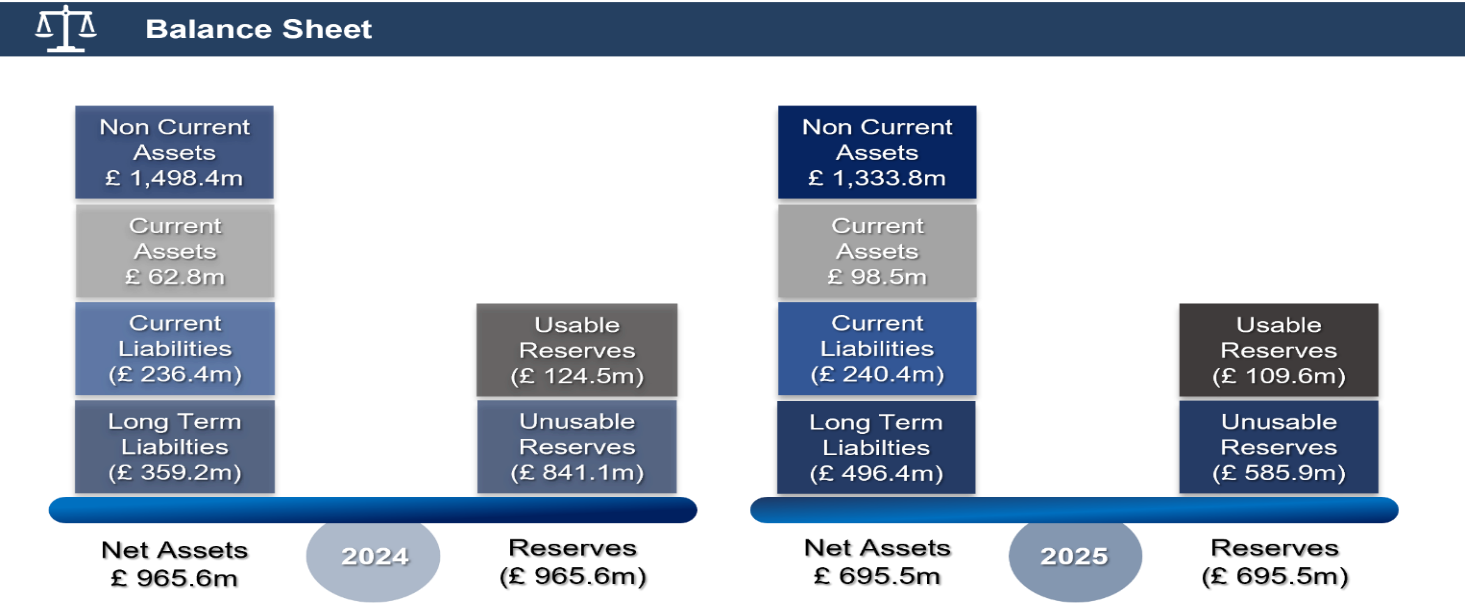 Balance Sheet
Non Current
Assets
£ 1,498.4m
Current
Assets
£ 62.8m
Current
Liabilities
(£ 236.4m)
Long Term
Liabilties
(£ 359.2m)
Usable
Reserves
(£ 124.5m)
Unusable
Reserves
(£ 841.1m)
Net Assets
£ 965.6m
2024
Reserves
(£ 965.6m)
Non Current
Assets
£ 1,333.8m
Current
Assets
£ 98.5m
Current
Liabilities
(£ 240.4m)
Long Term
Liabilties
(£ 496.4m)
Usable
Reserves
(£ 109.6m)
Unusable
Reserves
(£ 585.9m)
Net Assets
£ 695.5m
2025
Reserves
(£ 695.5m)